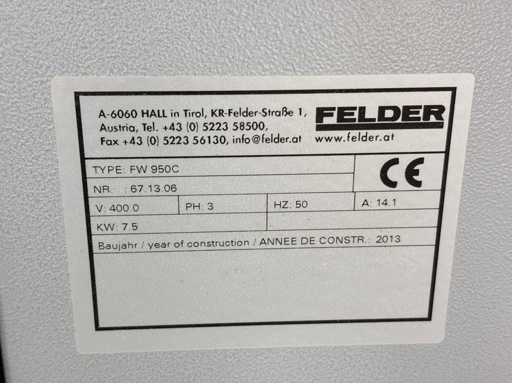 A-6060 HALL in Tirol, KR-Felder-Straße 1,
Austria, Tel. +43 (0) 5223 58500,
Fax +43 (0) 5223 56130, info@felder.at
FELDER
www.felder.at
TYPE: FW 950C
NR.: 67.13.06
CE
V: 400.0 PH: 3 HZ: 50 A: 14.1
KW: 7.5
Baujahr / year of construction / ANNEE DE CONSTR.: 2013